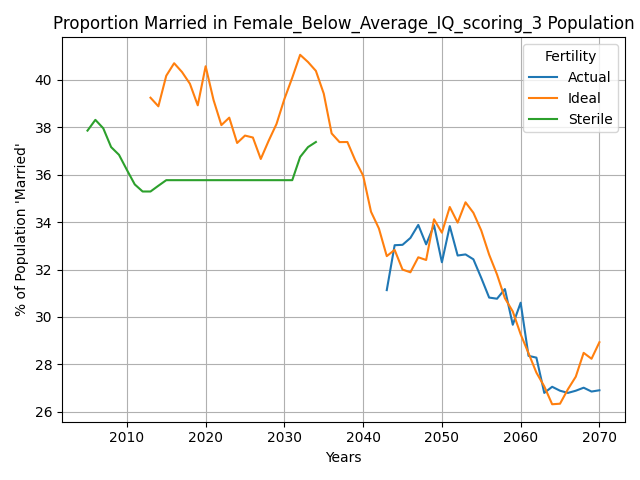 Proportion Married in Female_Below_Average_IQ_scoring_3 Population
% of Population 'Married'
40
38
36
34
32
30
28
26
Fertility
Actual
Ideal
Sterile
2010 2020 2030 2040 2050 2060 2070
Years